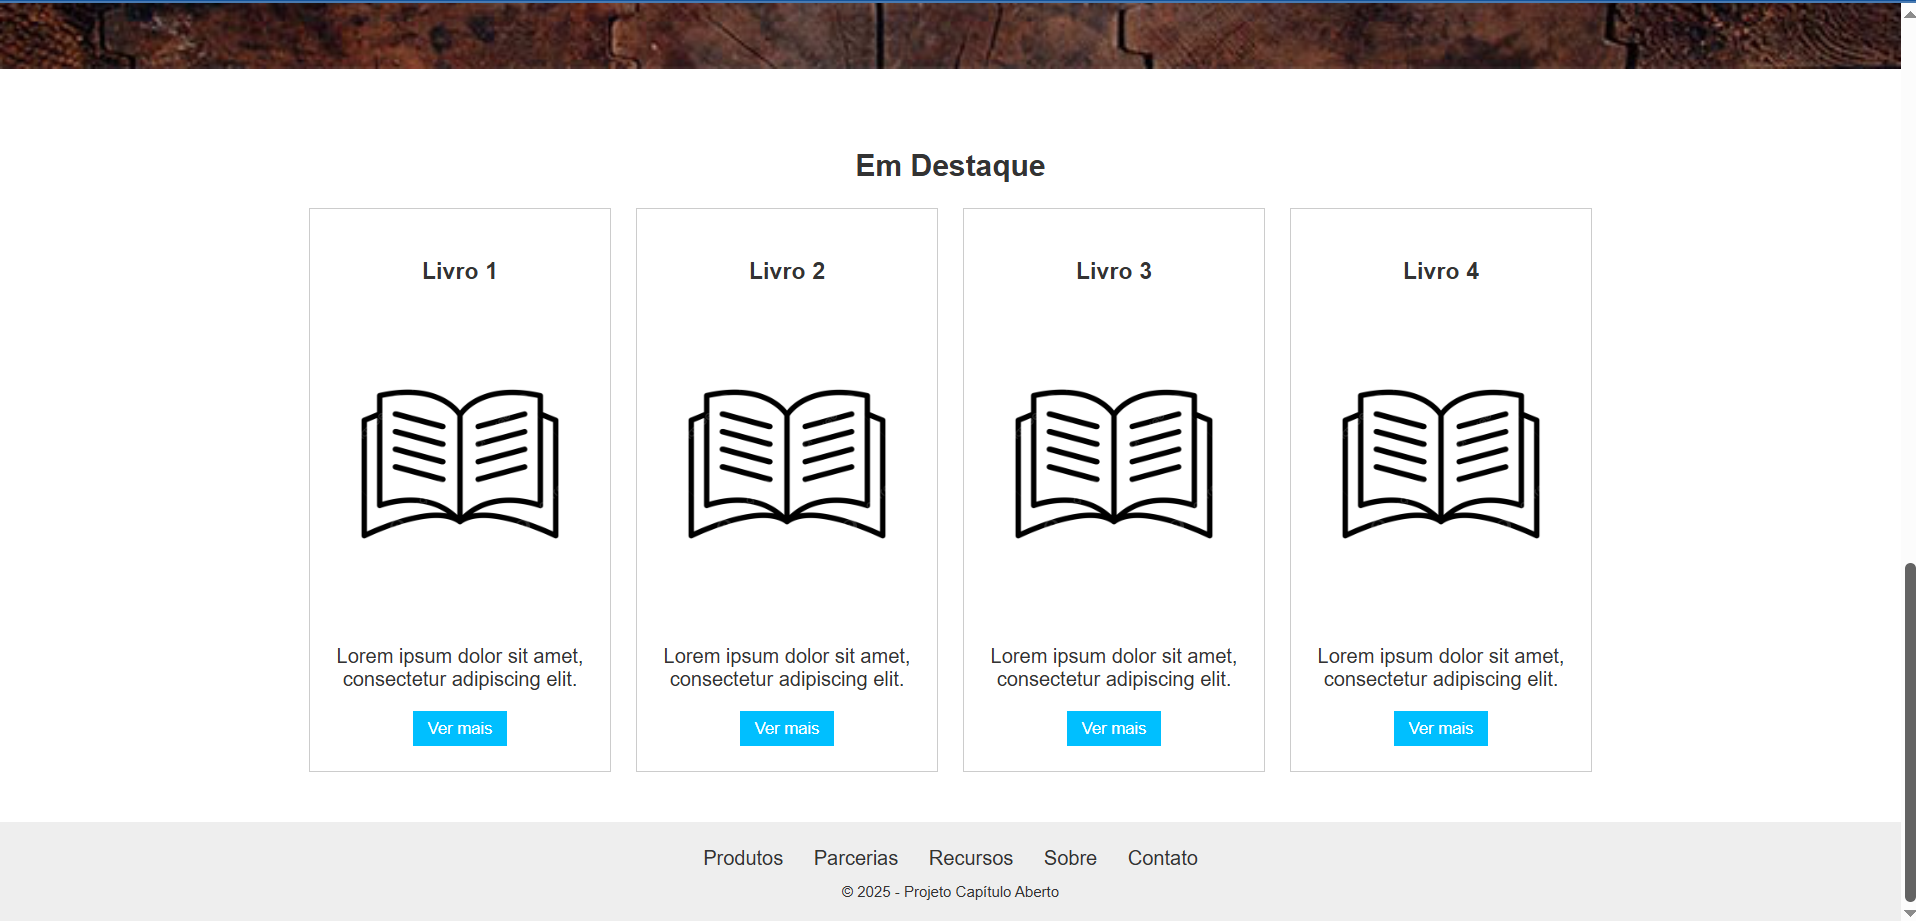 Em Destaque
Livro 1
Lorem ipsum dolor sit amet,
consectetur adipiscing elit.
Ver mais
Livro 2
Lorem ipsum dolor sit amet,
consectetur adipiscing elit.
Ver mais
Livro 3
Lorem ipsum dolor sit amet,
consectetur adipiscing elit.
Ver mais
Livro 4
Lorem ipsum dolor sit amet,
consectetur adipiscing elit.
Ver mais
Produtos Parcerias Recursos Sobre Contato
© 2025 - Projeto Capítulo Aberto